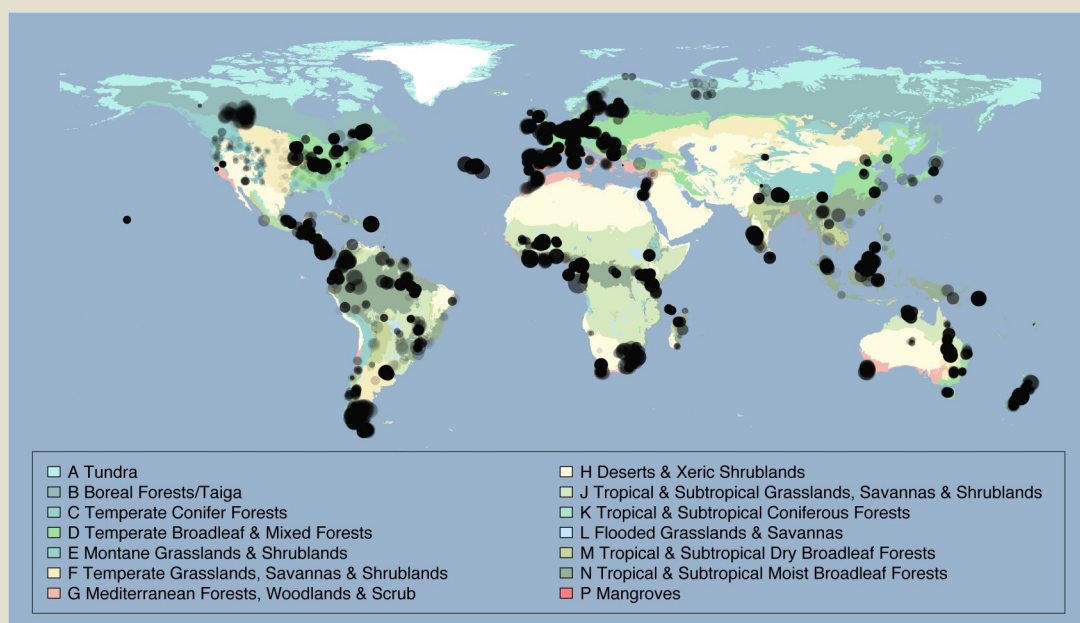 A Tundra
B Boreal Forests/Taiga
C Temperate Conifer Forests
D Temperate Broadleaf & Mixed Forests
E Montane Grasslands & Shrublands
F Temperate Grasslands, Savannas & Shrublands
G Mediterranean Forests, Woodlands & Scrub
H Deserts & Xeric Shrublands
J Tropical & Subtropical Grasslands, Savannas & Shrublands
K Tropical & Subtropical Coniferous Forests
L Flooded Grasslands & Savannas
M Tropical & Subtropical Dry Broadleaf Forests
N Tropical & Subtropical Moist Broadleaf Forests
P Mangroves